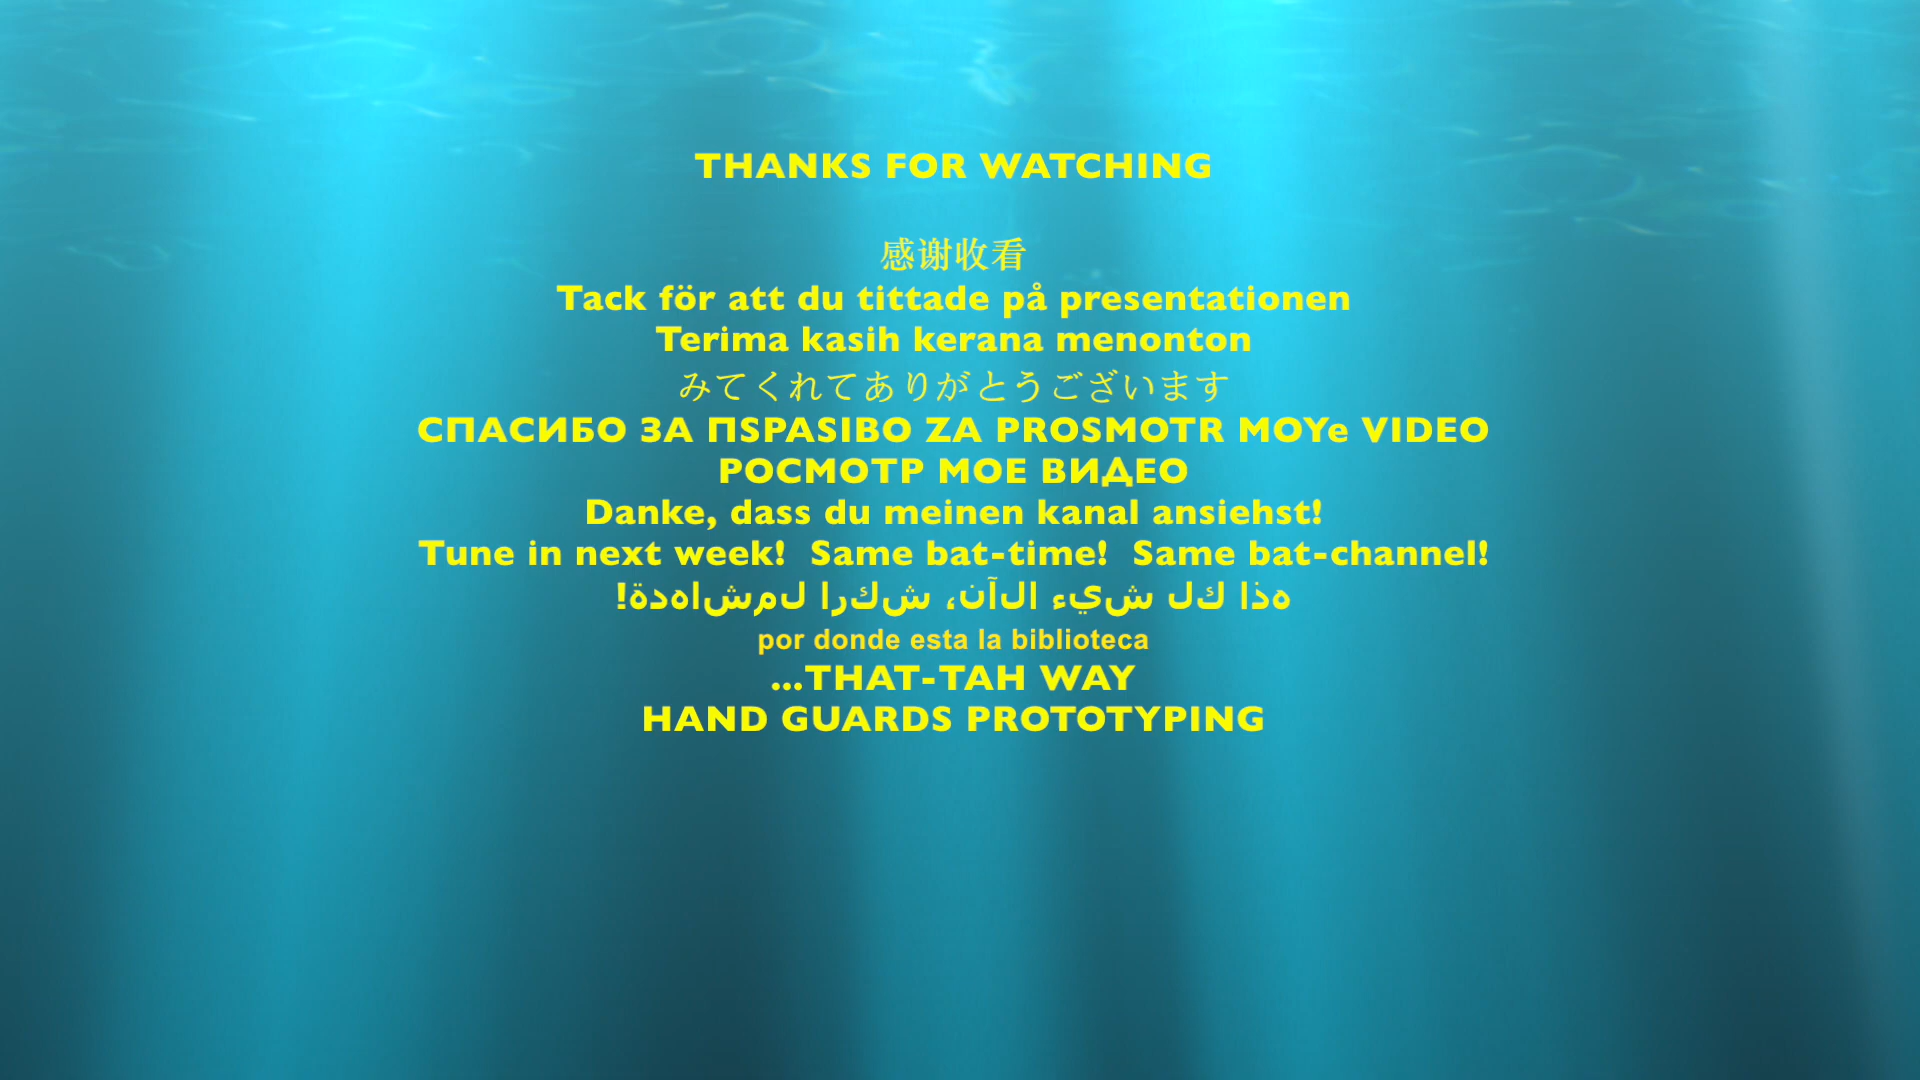 THANKS FOR WATCHING
感谢收看
Tack för att du tittade på presentationen
Terima kasih kerana menonton
みてくれてありがとうございます
СПАСИБО ЗА ПSPASIBO ZA PROSMOTR MOYe VIDEO
РОСМОТР МОЕ ВИДЕО
Danke, dass du meinen kanal ansiehst!
Tune in next week!  Same bat-time!  Same bat-channel!
هذا كل شيء الآن، شكرا لمشاهدة!
por donde esta la biblioteca
...THAT-TAH WAY
HAND GUARDS PROTOTYPING